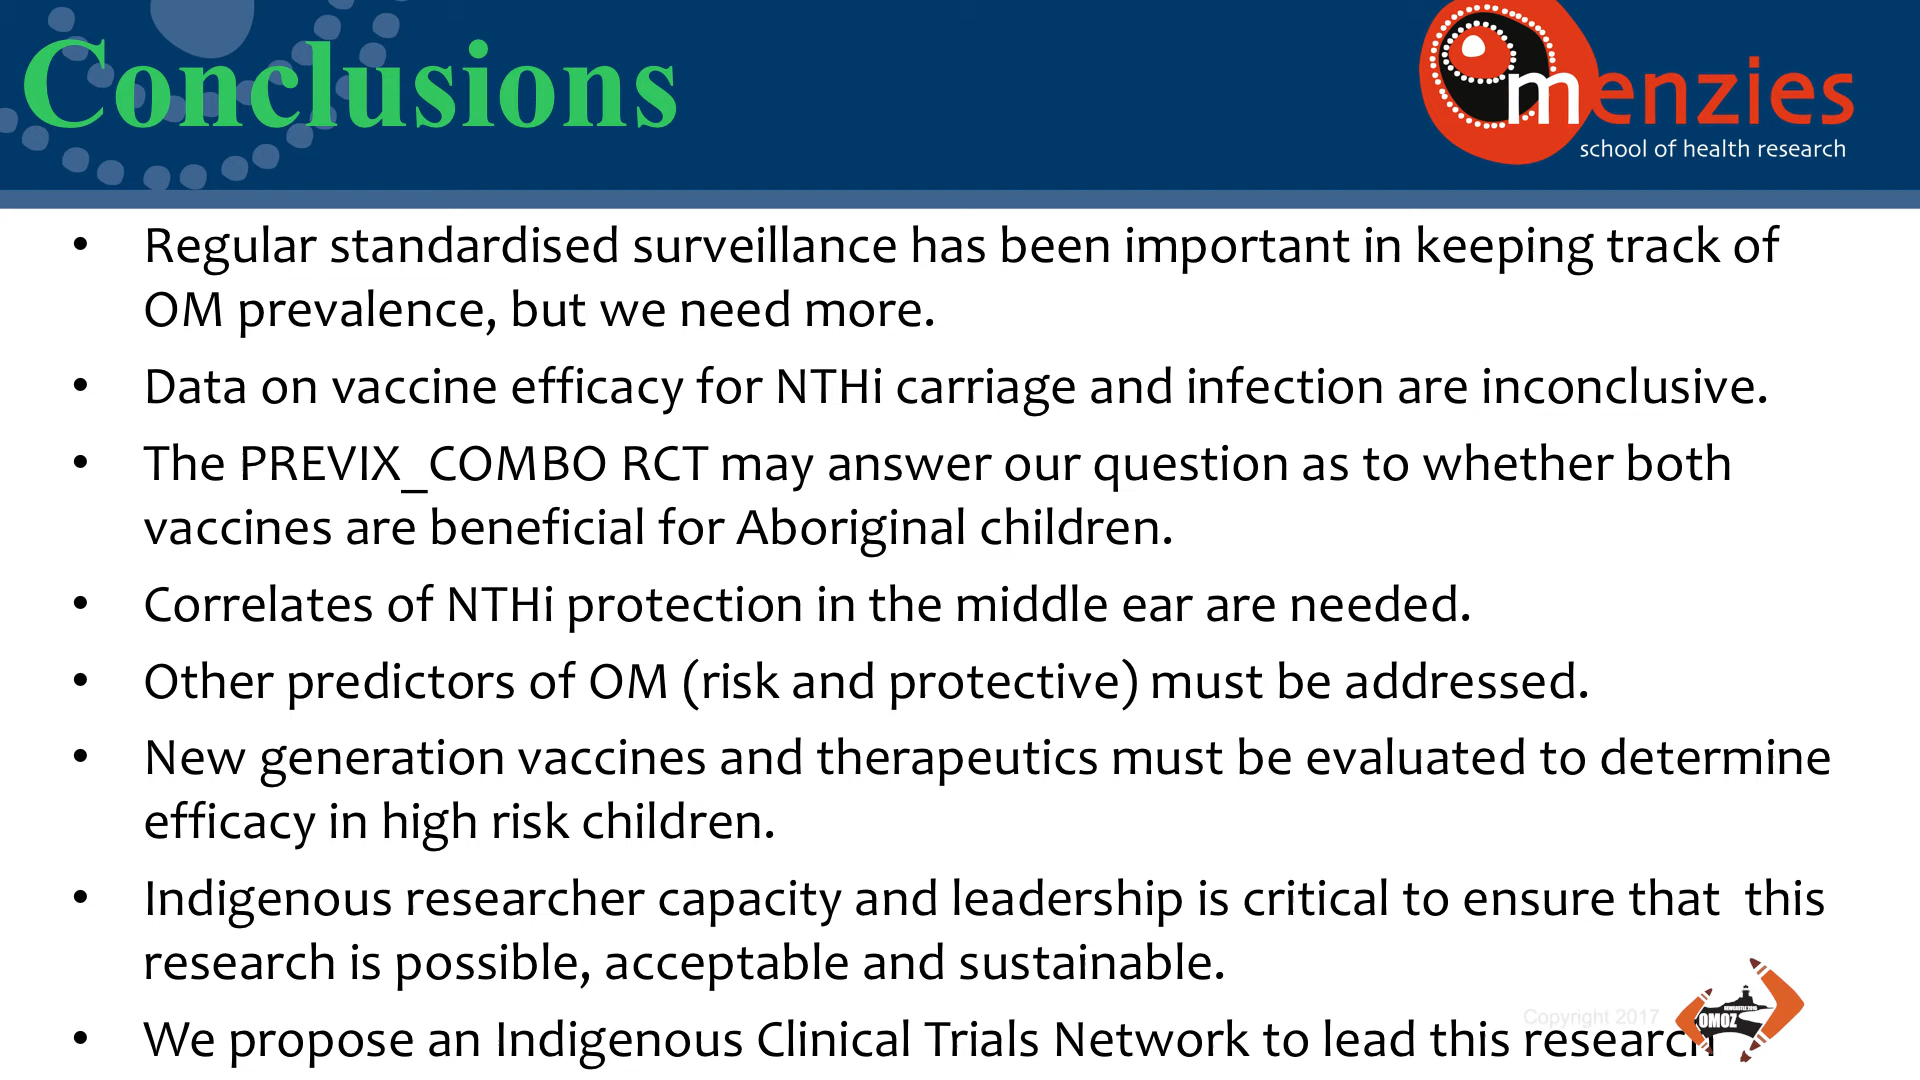 Conclusions
menzies
school of health research
• Regular standardised surveillance has been important in keeping track of
OM prevalence, but we need more.
• Data on vaccine efficacy for NTHi carriage and infection are inconclusive.
• The PREVIX_COMBO RCT may answer our question as to whether both
vaccines are beneficial for Aboriginal children.
• Correlates of NTHi protection in the middle ear are needed.
• Other predictors of OM (risk and protective) must be addressed.
• New generation vaccines and therapeutics must be evaluated to determine
efficacy in high risk children.
• Indigenous researcher capacity and leadership is critical to ensure that  this
research is possible, acceptable and sustainable.
• We propose an Indigenous Clinical Trials Network to lead this research
Copyright 2017
OMOZ